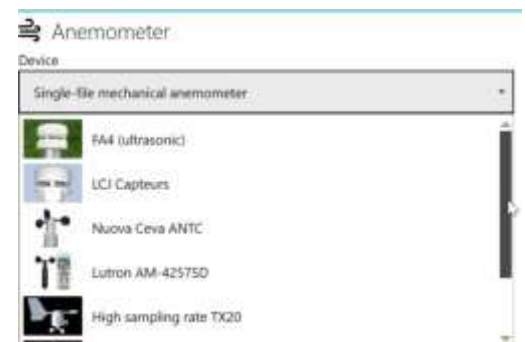 Anemometer
Device
Single-file mechanical anemometer
FA4 (ultrasonic)
LCJ Capteurs
Nuova Ceva ANTC
Lutron AM-4257SD
High sampling rate TX20